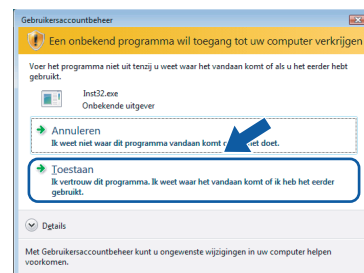 Gebruikersaccountbeheer
Een onbekend programma wil toegang tot uw computer verkrijgen
Voer het programma niet uit tenzij u weet waar het vandaan komt of als u het eerder hebt
gebruikt.
Inst32.exe
Onbekende uitgever
Annuleren
Ik weet niet waar dit programma vandaan komt het doet.
Toestaan
Ik vertrouw dit programma. Ik weet waar het vandaan komt of ik heb het eerder
gebruikt.
Details
Met Gebruikersaccountbeheer kunt u ongewenste wijzigingen in uw computer helpen
voorkomen.